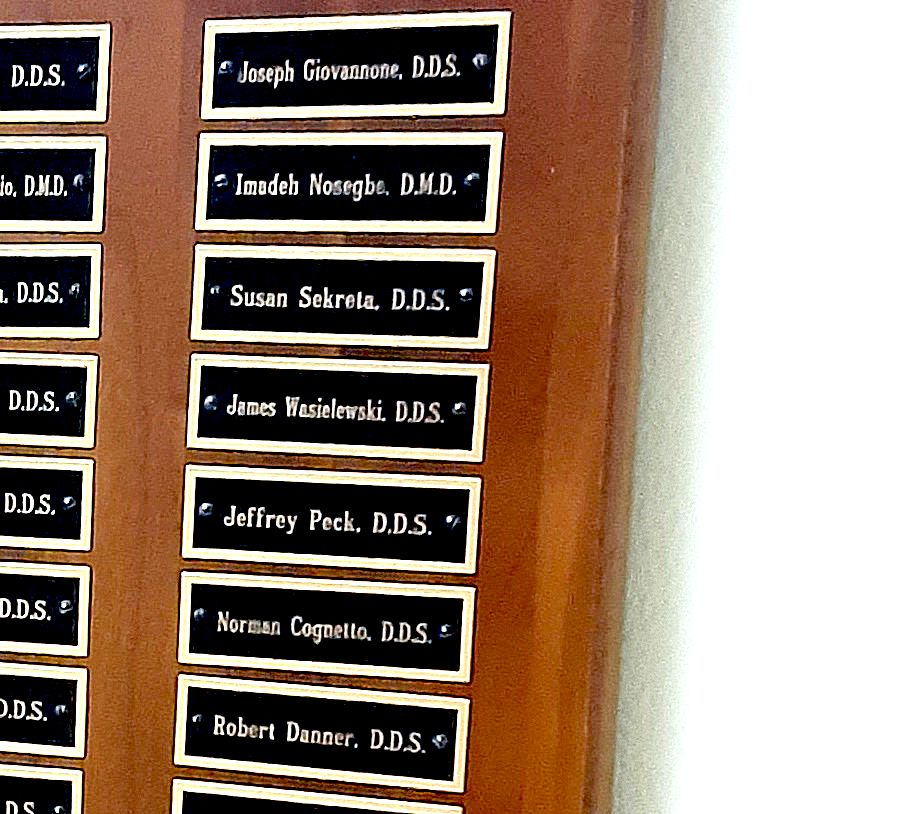 D.D.S.
Joseph Giovannone, D.D.S.
io, D.M.D.
Imadeh Nosegbe, D.M.D.
a, D.D.S.
Susan Sekreta, D.D.S.
D.D.S.
James Wasielewski, D.D.S.
D.D.S.
Jeffrey Peck, D.D.S.
D.D.S.
Norman Cognetto, D.D.S.
D.D.S.
Robert Danner, D.D.S.
D.S.